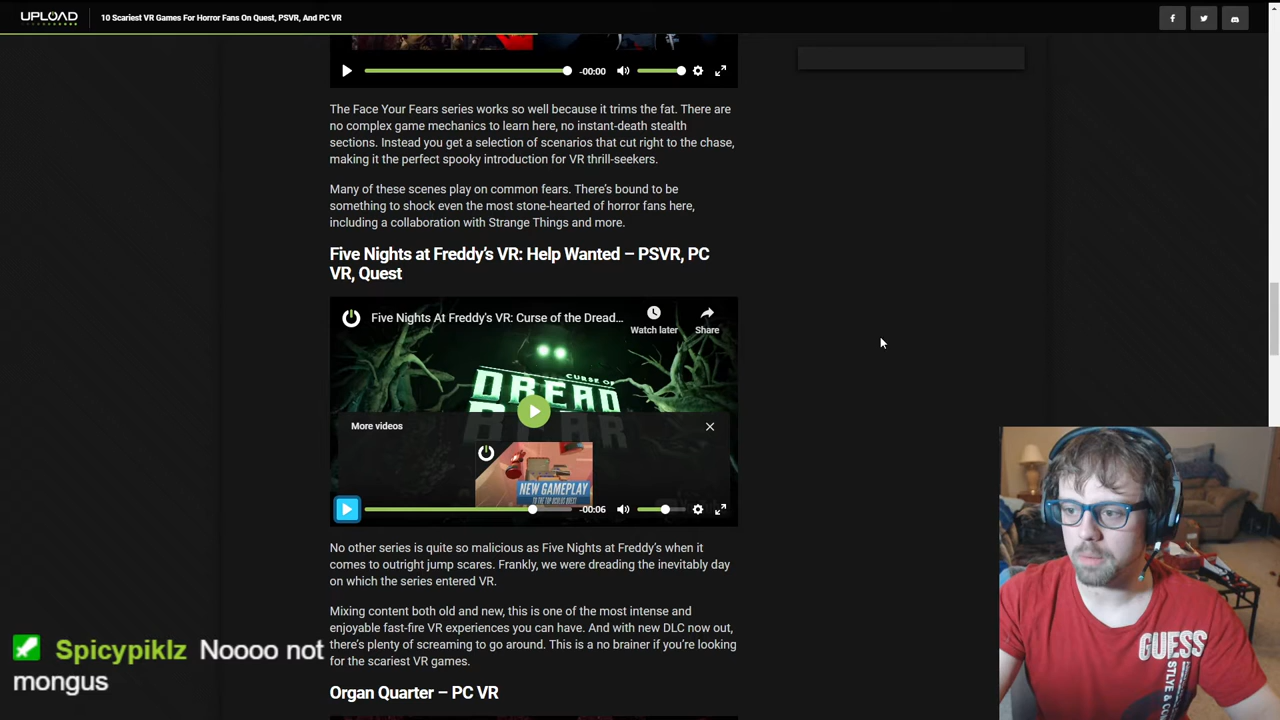 UPLOAD
10 Scariest VR Games For Horror Fans On Quest, PSVR, And PC VR
-00:00
The Face Your Fears series works so well because it trims the fat. There are
no complex game mechanics to learn here, no instant-death stealth
sections. Instead you get a selection of scenarios that cut right to the chase,
making it the perfect spooky introduction for VR thrill-seekers.
Many of these scenes play on common fears. There's bound to be
something to shock even the most stone-hearted of horror fans here,
including a collaboration with Strange Things and more.
Five Nights at Freddy's VR: Help Wanted – PSVR, PC
VR, Quest
Five Nights At Freddy's VR: Curse of the Dread...
Watch later
Share
CURSE OF
DREAD
BEAR
More videos
NEW GAMEPLAY
TO THE TOP OCULUS QUEST
-00:06
No other series is quite so malicious as Five Nights at Freddy's when it
comes to outright jump scares. Frankly, we were dreading the inevitably day
on which the series entered VR.
Mixing content both old and new, this is one of the most intense and
enjoyable fast-fire VR experiences you can have. And with new DLC now out,
there's plenty of screaming to go around. This is a no brainer if you're looking
for the scariest VR games.
Organ Quarter – PC VR
Spicypiklz Noooo not
mongus
GUESS